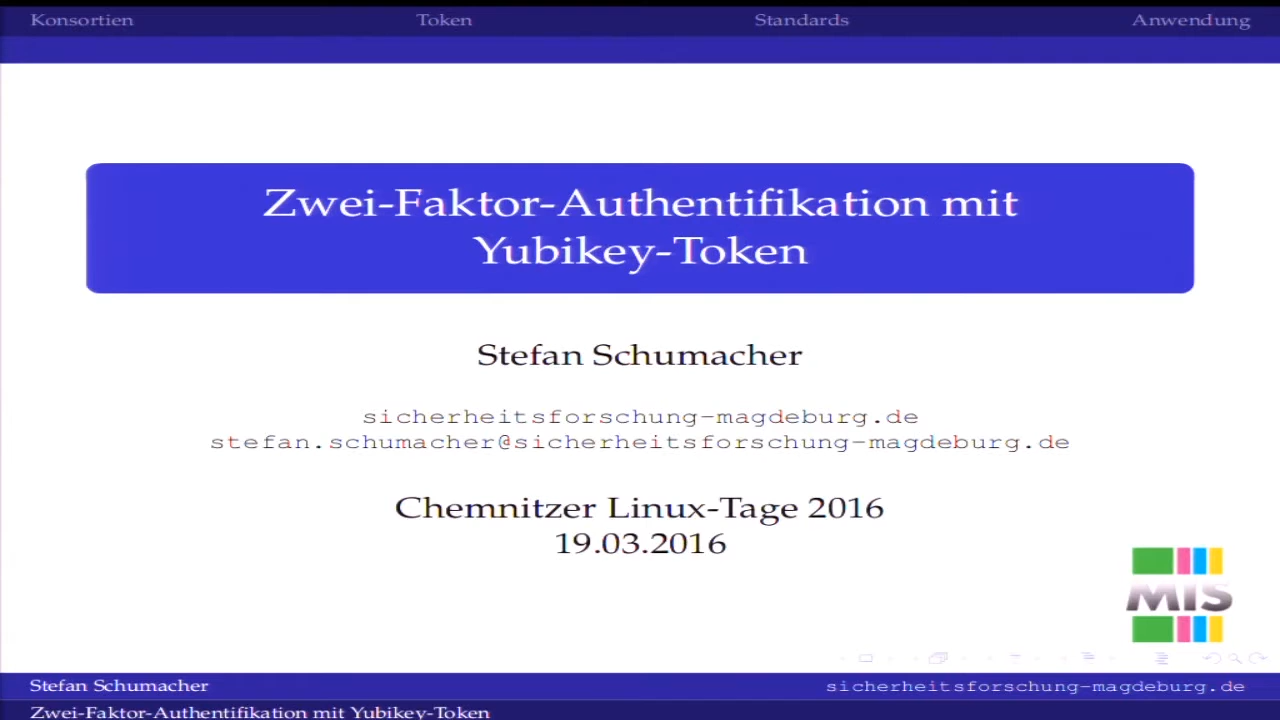 Konsortien Token Standards Anwendung
Zwei-Faktor-Authentifikation mit
Yubikey-Token
Stefan Schumacher
sicherheitsforschung-magdeburg.de
stefan.schumacher@sicherheitsforschung-magdeburg.de
Chemnitzer Linux-Tage 2016
19.03.2016
MIS
Stefan Schumacher sicherheitsforschung-magdeburg.de
Zwei-Faktor-Authentifikation mit Yubikey-Token